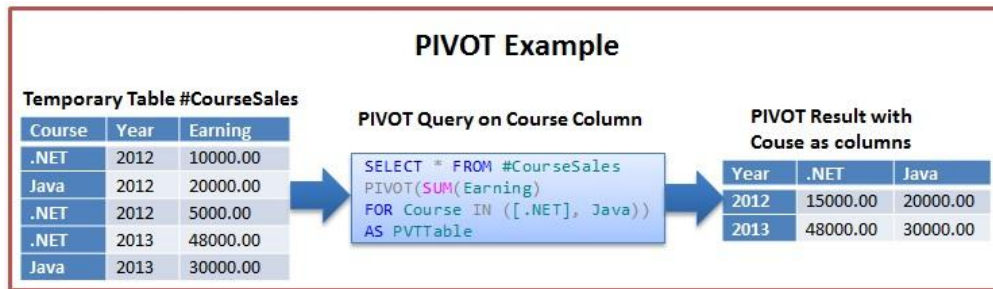 PIVOT Example
Temporary Table #CourseSales
Course Year Earning
.NET 2012 10000.00
Java 2012 20000.00
.NET 2012 5000.00
.NET 2013 48000.00
Java 2013 30000.00
PIVOT Query on Course Column
SELECT * FROM #CourseSales
PIVOT(SUM(Earning)
FOR Course IN ([.NET], Java))
AS PVTTable
PIVOT Result with
Couse as columns
Year .NET Java
2012 15000.00 20000.00
2013 48000.00 30000.00